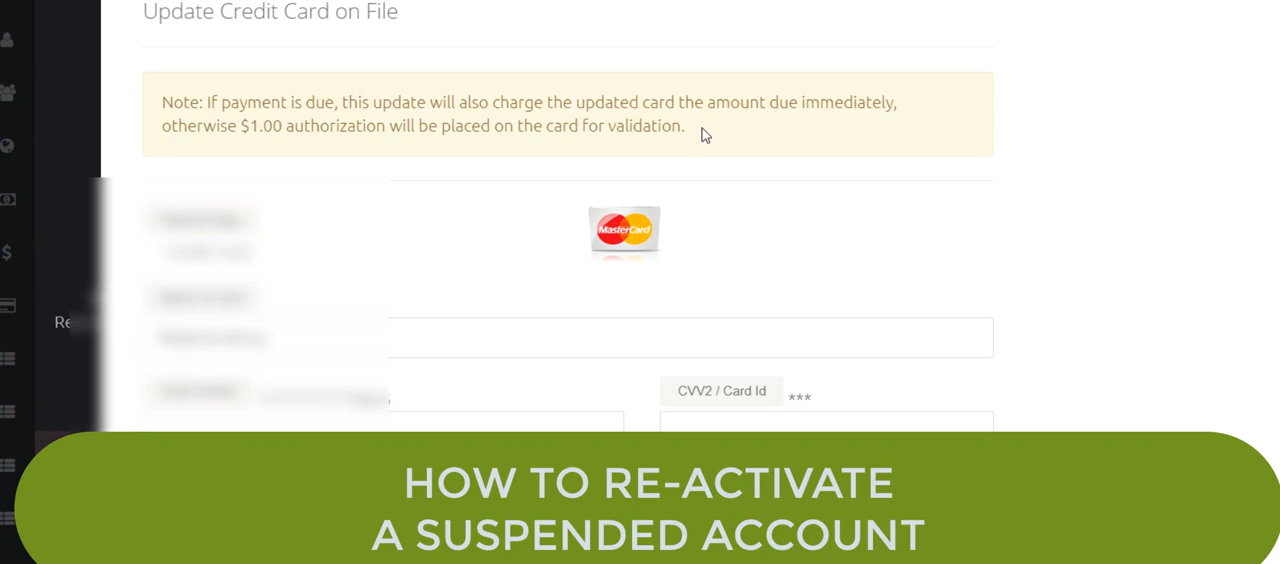 Update Credit Card on File
Note: If payment is due, this update will also charge the updated card the amount due immediately,
otherwise $1.00 authorization will be placed on the card for validation.
MasterCard
Re
CVV2 / Card Id ***
HOW TO RE-ACTIVATE
A SUSPENDED ACCOUNT